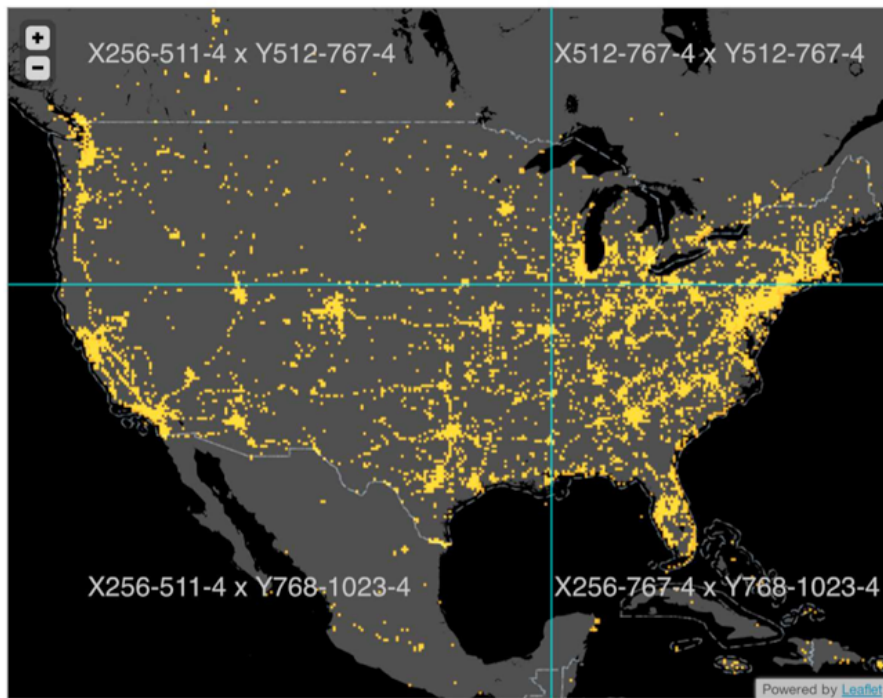 +
X256-511-4 x Y512-767-4
X512-767-4 x Y512-767-4
−
X256-511-4 x Y768-1023-4
X256-767-4 x Y768-1023-4
Powered by Leaflet